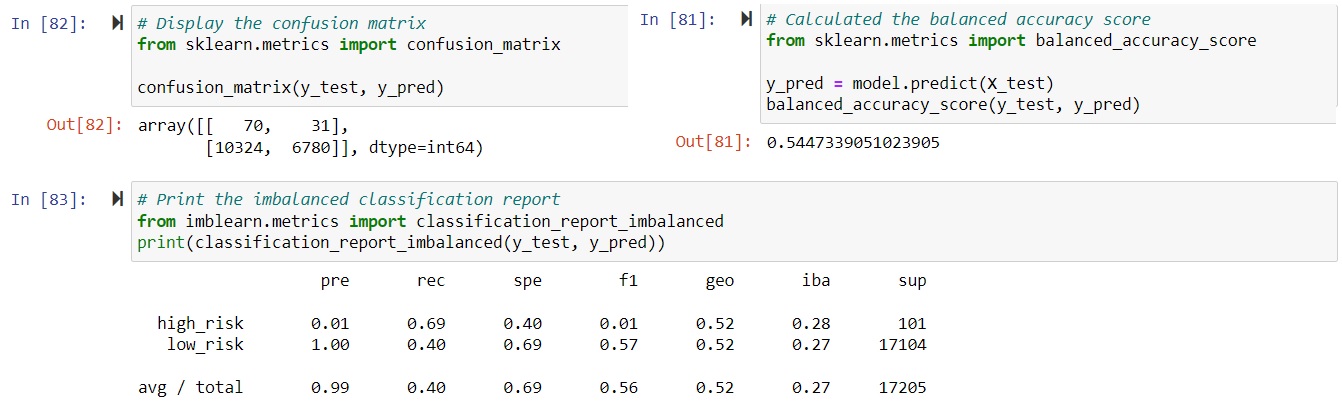 In [82]: # Display the confusion matrix
from sklearn.metrics import confusion_matrix
confusion_matrix(y_test, y_pred)
Out[82]: array([[   70,    31],
       [10324,  6780]], dtype=int64)
In [81]: # Calculated the balanced accuracy score
from sklearn.metrics import balanced_accuracy_score
y_pred = model.predict(X_test)
balanced_accuracy_score(y_test, y_pred)
Out[81]: 0.5447339051023905
In [83]: # Print the imbalanced classification report
from imblearn.metrics import classification_report_imbalanced
print(classification_report_imbalanced(y_test, y_pred))
pre rec spe f1 geo iba sup
high_risk 0.01 0.69 0.40 0.01 0.52 0.28 101
low_risk 1.00 0.40 0.69 0.57 0.52 0.27 17104
avg / total 0.99 0.40 0.69 0.56 0.52 0.27 17205